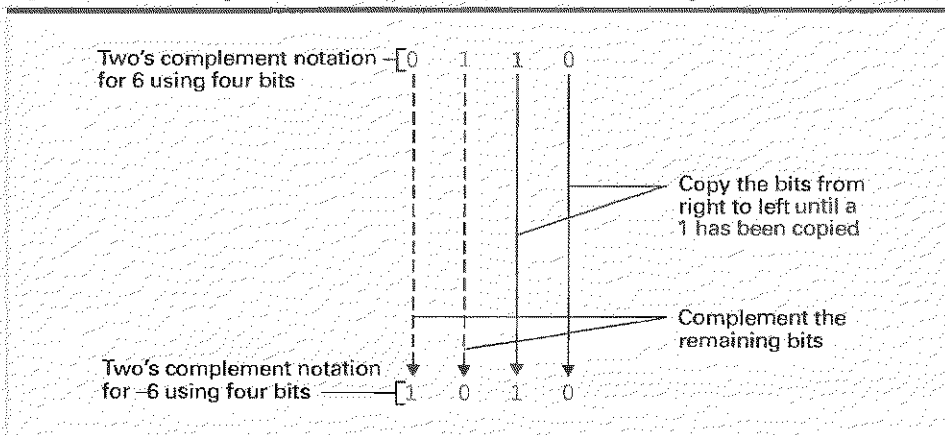 Two's complement notation
for 6 using four bits
0 1 1 0
Copy the bits from
right to left until a
1 has been copied
Complement the
remaining bits
Two's complement notation
for –6 using four bits
1 0 1 0